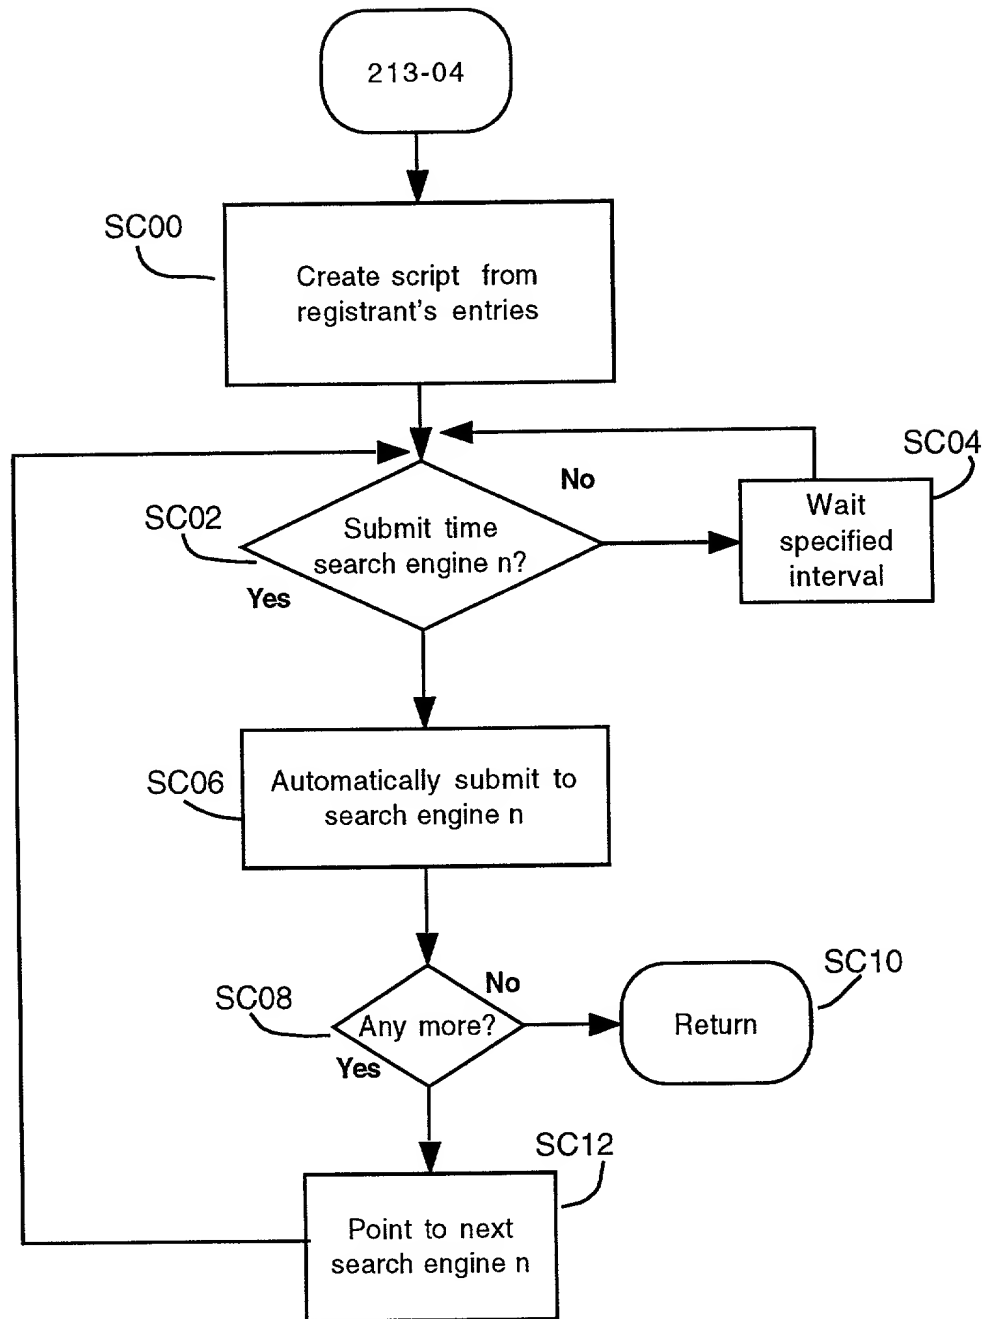 213-04
SC00
Create script from
registrant's entries
SC04
No
Wait
specified
interval
SC02
Submit time
search engine n?
Yes
SC06
Automatically submit to
search engine n
SC10
No
SC08
Any more?
Return
Yes
SC12
Point to next
search engine n